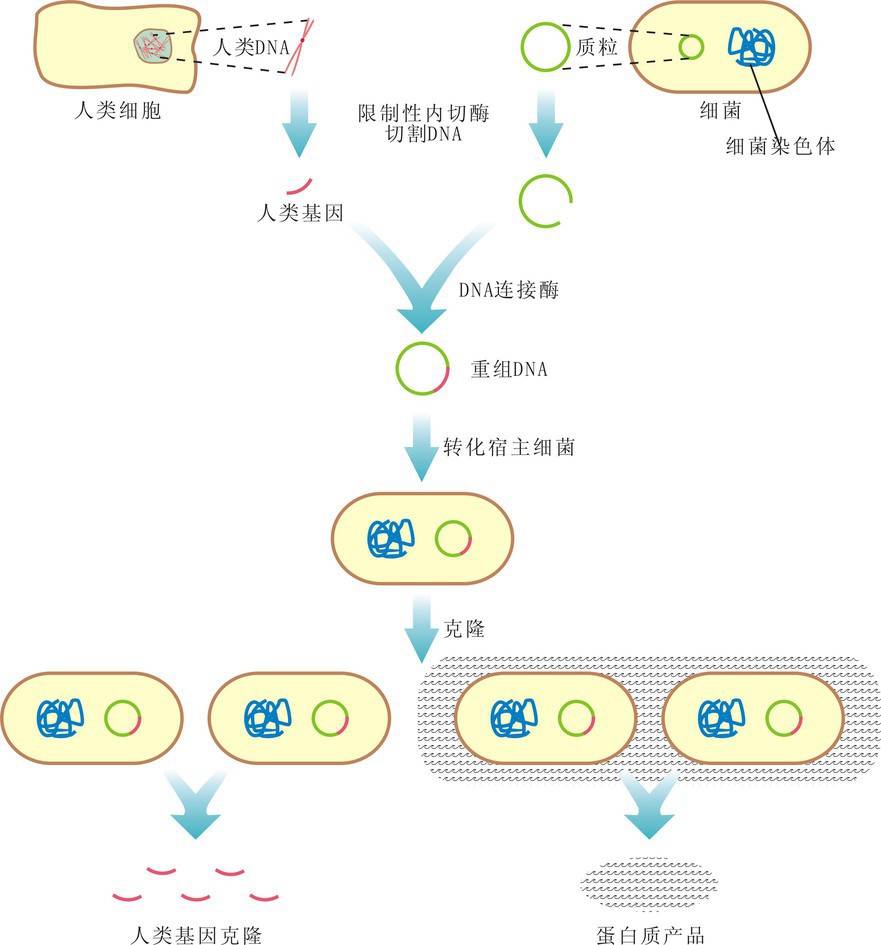 人类DNA
质粒
人类细胞
限制性内切酶
切割DNA
细菌
细菌染色体
人类基因
DNA连接酶
重组DNA
转化宿主细菌
克隆
人类基因克隆
蛋白质产品